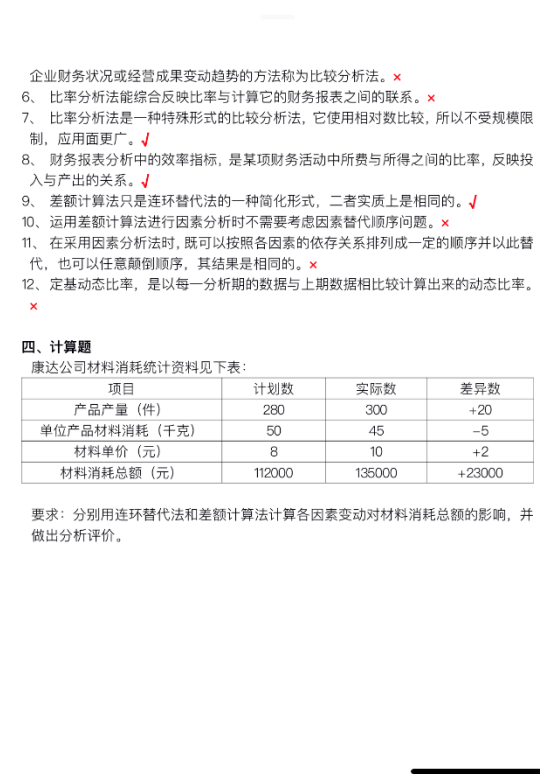 企业财务状况或经营成果变动趋势的方法称为比较分析法。×
6、 比率分析法能综合反映比率与计算它的财务报表之间的联系。×
7、 比率分析法是一种特殊形式的比较分析法，它使用相对数比较，所以不受规模限
制，应用面更广。√
8、 财务报表分析中的效率指标，是某项财务活动中所费与所得之间的比率，反映投
入与产出的关系。√
9、 差额计算法只是连环替代法的一种简化形式，二者实质上是相同的。√
10、运用差额计算法进行因素分析时不需要考虑因素替代顺序问题。×
11、 在采用因素分析法时，既可以按照各因素的依存关系排列成一定的顺序并以此替
代，也可以任意颠倒顺序，其结果是相同的。×
12、定基动态比率，是以每一分析期的数据与上期数据相比较计算出来的动态比率。
×
四、计算题
康达公司材料消耗统计资料见下表：
项目 计划数 实际数 差异数
产品产量（件） 280 300 +20
单位产品材料消耗（千克） 50 45 -5
材料单价（元） 8 10 +2
材料消耗总额（元） 112000 135000 +23000
要求：分别用连环替代法和差额计算法计算各因素变动对材料消耗总额的影响，并
做出分析评价。